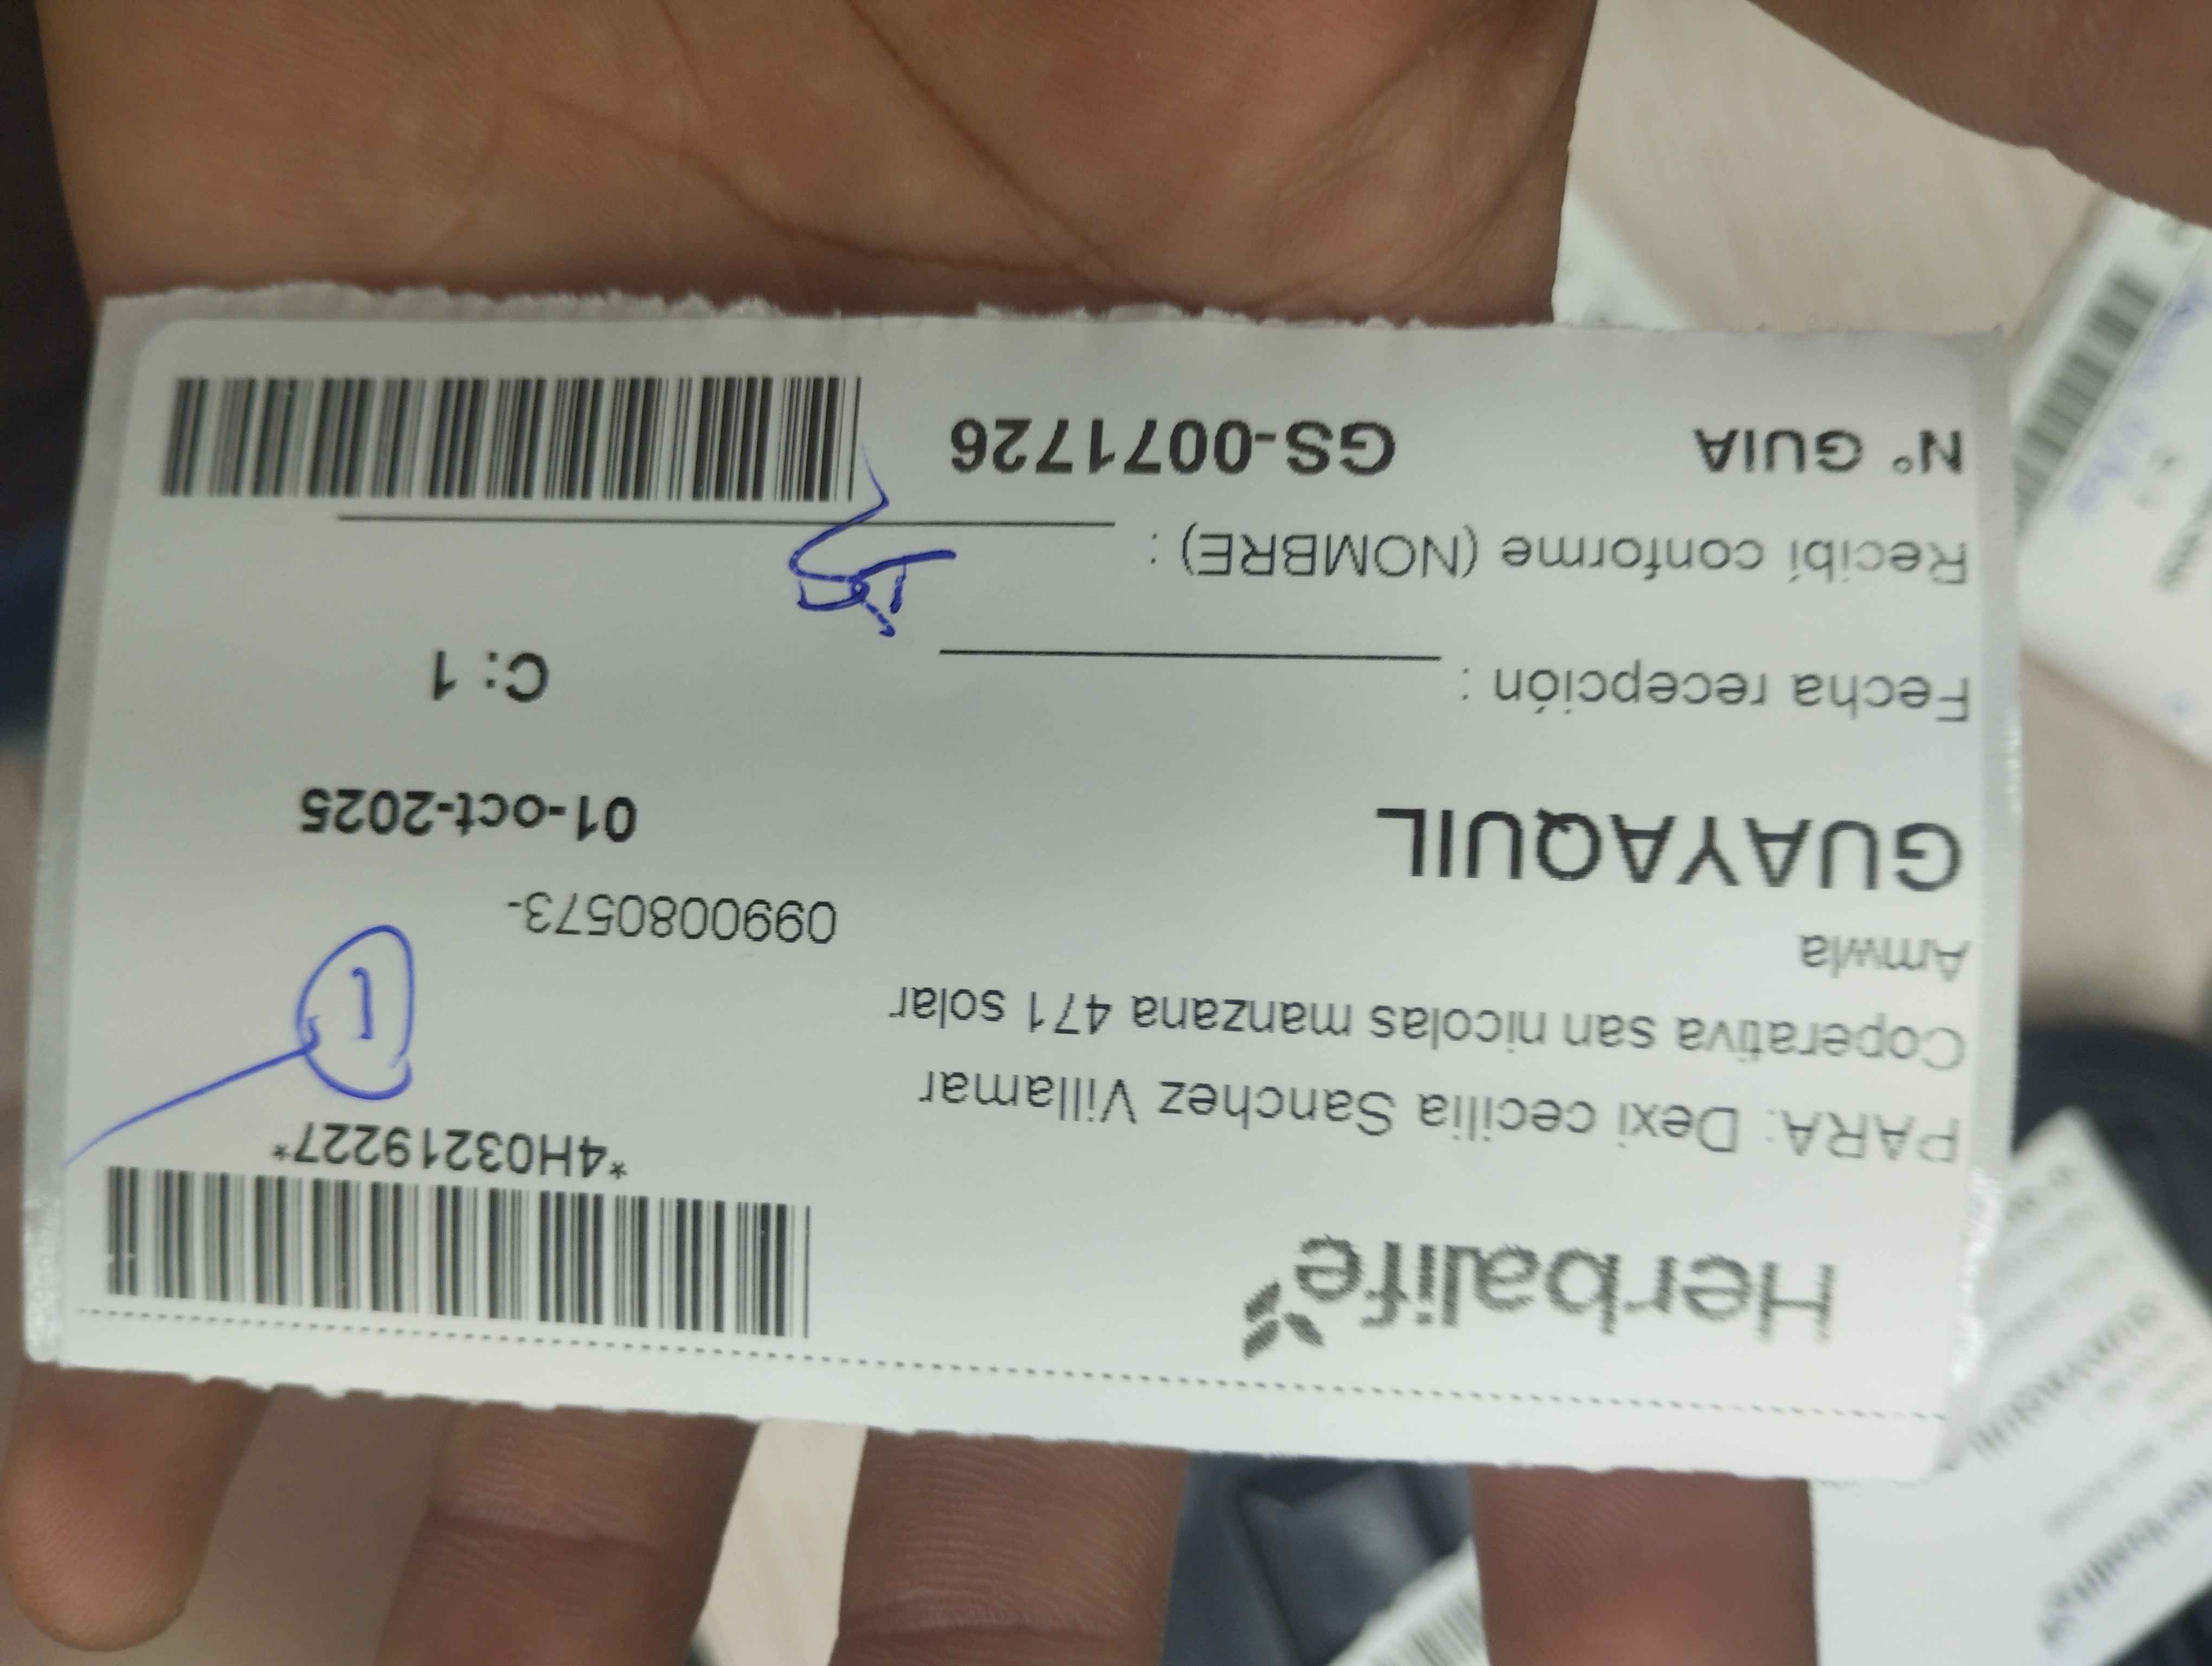 Herbalife
*4H03219227*
PARA: Dexi cecilia Sanchez Villamar
1
Coperativa san nicolas manzana 471 solar
Amwla
0990080573-
GUAYAQUIL
01-oct-2025
Fecha recepción :
C: 1
Recibí conforme (NOMBRE) :
N° GUIA GS-0071726